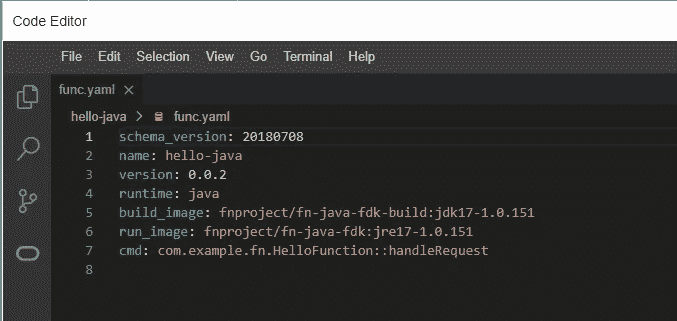 Code Editor
File Edit Selection View Go Terminal Help
func.yaml ×
hello-java > func.yaml
1 schema_version: 20180708
2 name: hello-java
3 version: 0.0.2
4 runtime: java
5 build_image: fnproject/fn-java-fdk-build:jdk17-1.0.151
6 run_image: fnproject/fn-java-fdk:jre17-1.0.151
7 cmd: com.example.fn.HelloFunction::handleRequest
8